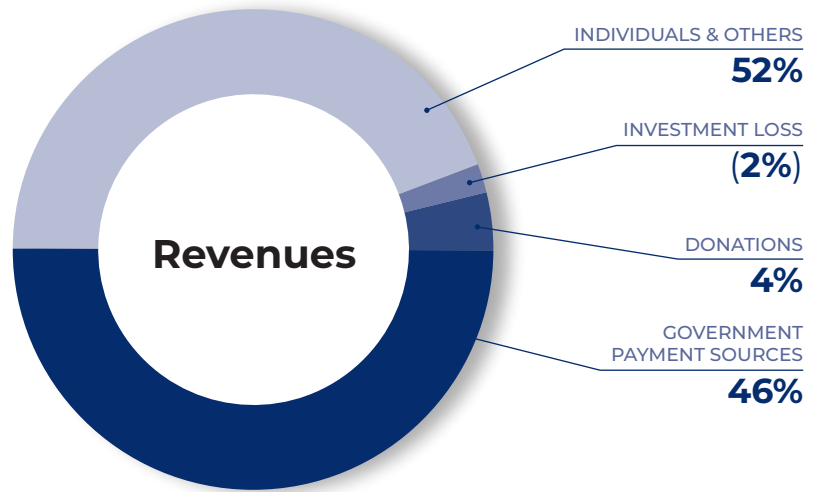 INDIVIDUALS & OTHERS
52%
INVESTMENT LOSS
(2%)
Revenues
DONATIONS
4%
GOVERNMENT
PAYMENT SOURCES
46%